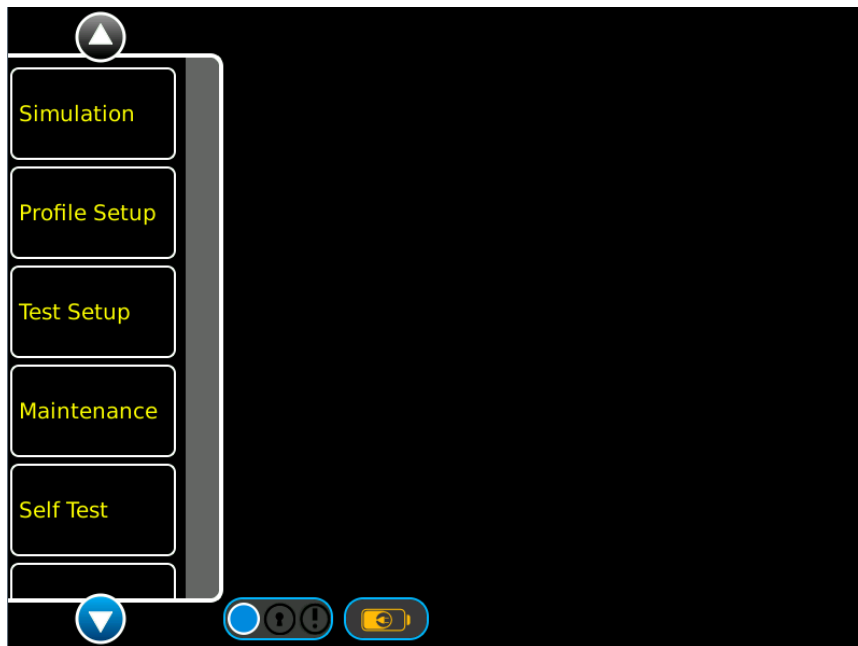 Simulation
Profile Setup
Test Setup
Maintenance
Self Test